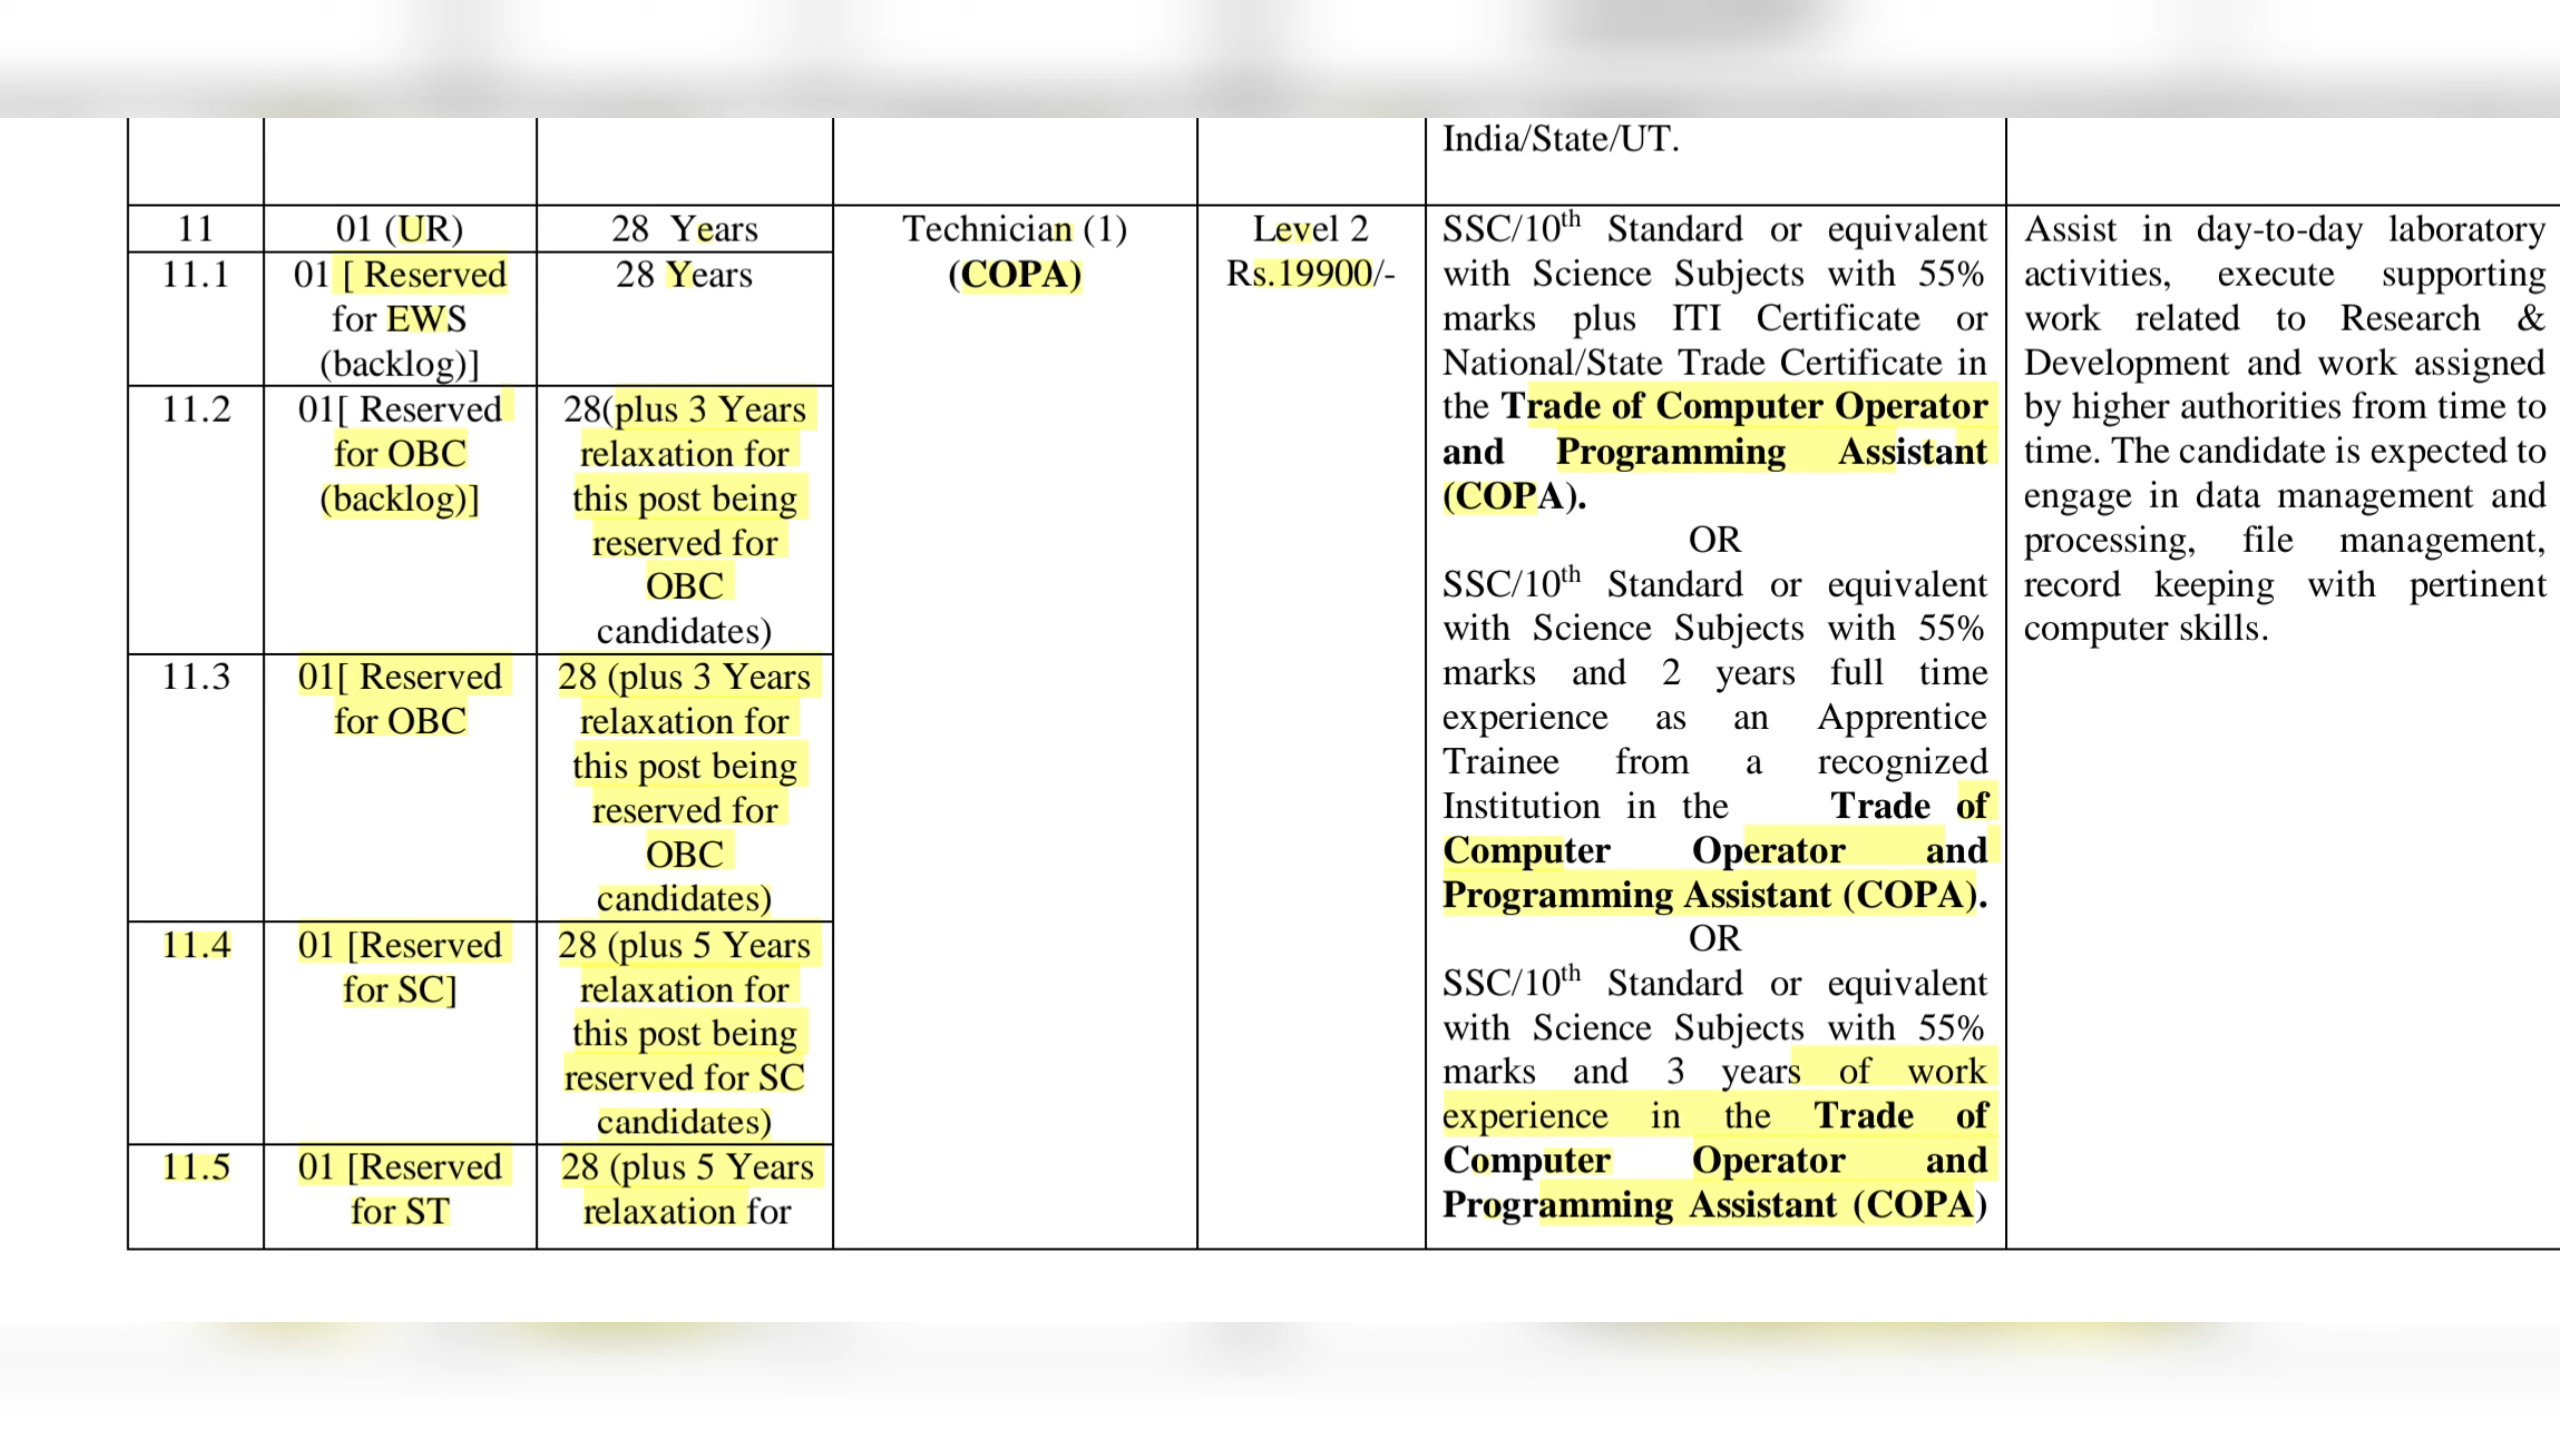 India/State/UT.
11
01 (UR)
28 Years
Technician (1)
(COPA)
Level 2
Rs.19900/-
SSC/10th Standard or equivalent
with Science Subjects with 55%
marks plus ITI Certificate or
National/State Trade Certificate in
the Trade of Computer Operator
and Programming Assistant
(COPA).
OR
SSC/10th Standard or equivalent
with Science Subjects with 55%
marks and 2 years full time
experience as an Apprentice
Trainee from a recognized
Institution in the Trade of
Computer Operator and
Programming Assistant (COPA).
OR
SSC/10th Standard or equivalent
with Science Subjects with 55%
marks and 3 years of work
experience in the Trade of
Computer Operator and
Programming Assistant (COPA)
Assist in day-to-day laboratory
activities, execute supporting
work related to Research &
Development and work assigned
by higher authorities from time to
time. The candidate is expected to
engage in data management and
processing, file management,
record keeping with pertinent
computer skills.
11.1
01 [ Reserved
for EWS
(backlog)]
28 Years
11.2
01[ Reserved
for OBC
(backlog)]
28(plus 3 Years
relaxation for
this post being
reserved for
OBC
candidates)
11.3
01[ Reserved
for OBC
28 (plus 3 Years
relaxation for
this post being
reserved for
OBC
candidates)
11.4
01 [Reserved
for SC]
28 (plus 5 Years
relaxation for
this post being
reserved for SC
candidates)
11.5
01 [Reserved
for ST
28 (plus 5 Years
relaxation for